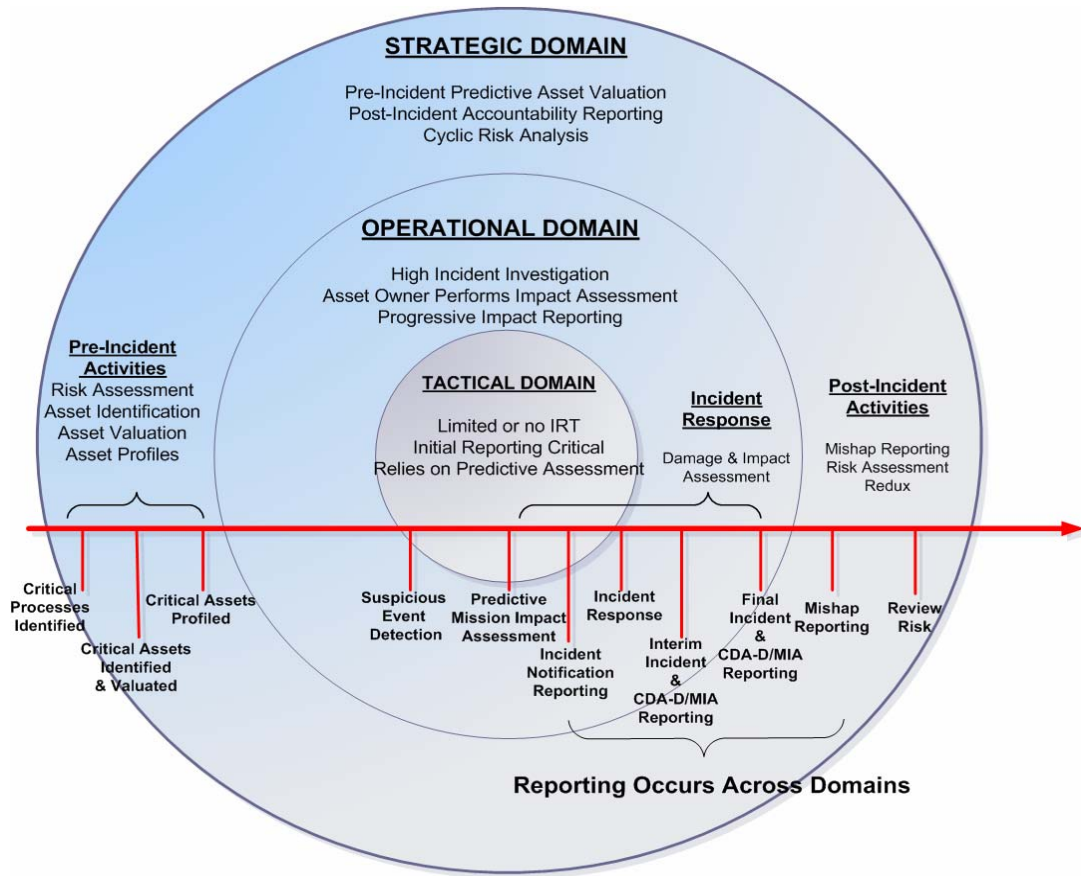 STRATEGIC DOMAIN
Pre-Incident Predictive Asset Valuation
Post-Incident Accountability Reporting
Cyclic Risk Analysis
OPERATIONAL DOMAIN
High Incident Investigation
Asset Owner Performs Impact Assessment
Progressive Impact Reporting
Pre-Incident
Activities
Risk Assessment
Asset Identification
Asset Valuation
Asset Profiles
TACTICAL DOMAIN
Limited or no IRT
Initial Reporting Critical
Relies on Predictive Assessment
Incident
Response
Damage & Impact
Assessment
Post-Incident
Activities
Mishap Reporting
Risk Assessment
Redux
Critical
Processes
Identified
Critical Assets
Identified
& Valuated
Critical Assets
Profiled
Suspicious
Event
Detection
Predictive
Mission Impact
Assessment
Incident
Notification
Reporting
Incident
Response
Interim
Incident
&
CDA-D/MIA
Reporting
Final
Incident
&
CDA-D/MIA
Reporting
Mishap
Reporting
Review
Risk
Reporting Occurs Across Domains